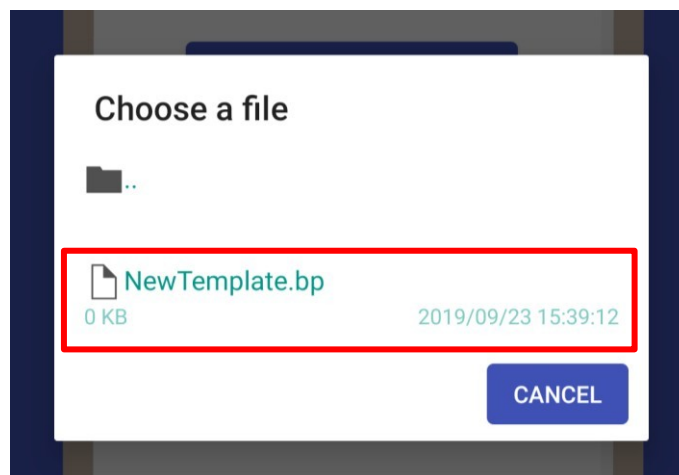 Choose a file
..
NewTemplate.bp
0 KB 2019/09/23 15:39:12
CANCEL